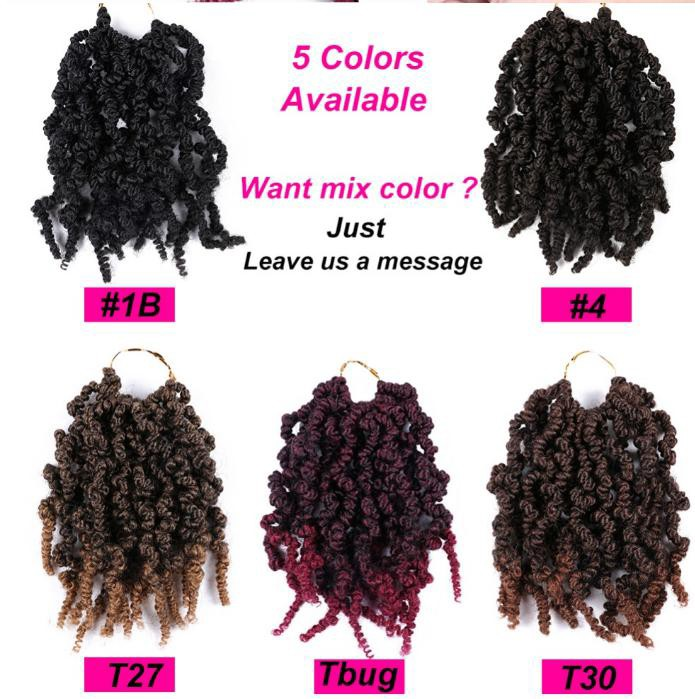 5 Colors
Available
Want mix color ?
Just
Leave us a message
#1B
#4
T27
Tbug
T30